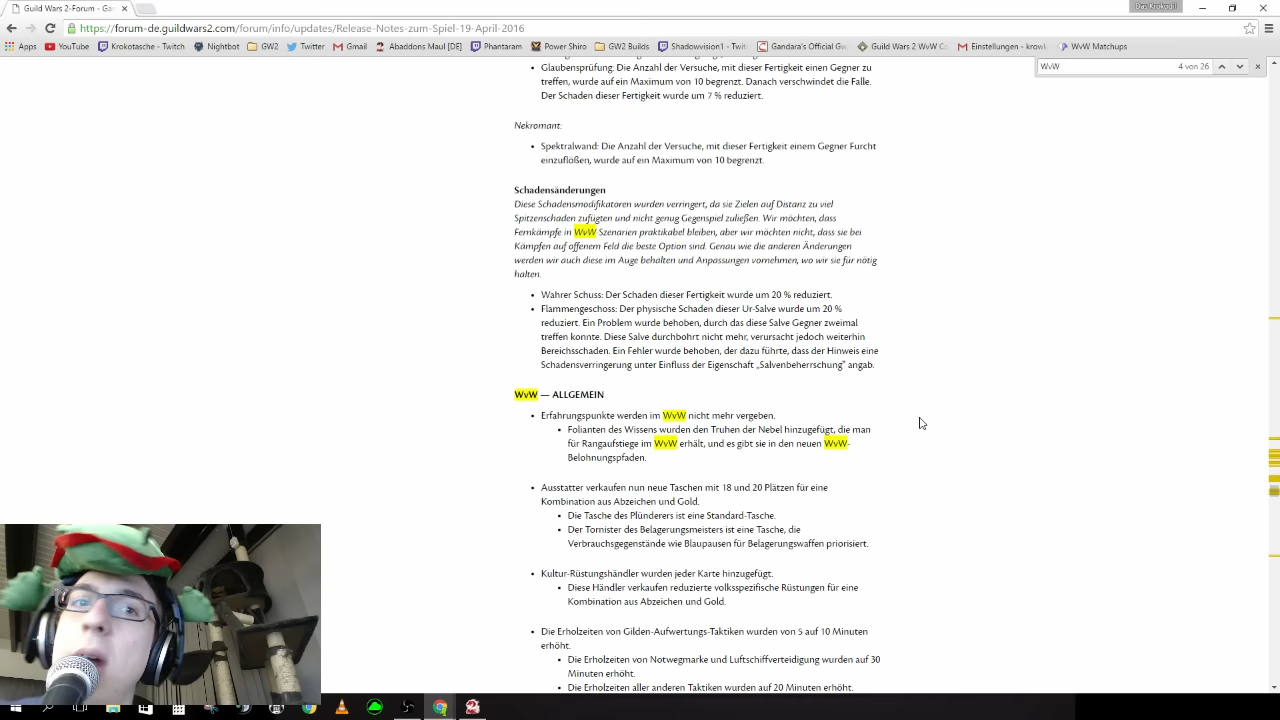 Guild Wars 2-Forum - Ga
Des Krokohil
https://forum-de.guildwars2.com/forum/info/updates/Release-Notes-zum-Spiel-19-April-2016
Apps YouTube Krokotasche - Twitch Nightbot GW2 Twitter Gmail Abaddons Maul [DE] Phantaram Power Shiro GW2 Builds Shadowvision1 - Twit Gandara's Official Gw Guild Wars 2 WvW Co Einstellungen - krowk WvW Matchups
WvW 4 von 26
Glaubensprüfung: Die Anzahl der Versuche, mit dieser Fertigkeit einen Gegner zu
treffen, wurde auf ein Maximum von 10 begrenzt. Danach verschwindet die Falle.
Der Schaden dieser Fertigkeit wurde um 7 % reduziert.
Nekromant:
• Spektralwand: Die Anzahl der Versuche, mit dieser Fertigkeit einem Gegner Furcht
einzuflößen, wurde auf ein Maximum von 10 begrenzt.
Schadensänderungen
Diese Schadensmodifikatoren wurden verringert, da sie Zielen auf Distanz zu viel
Spitzenschaden zufügten und nicht genug Gegenspiel zuließen. Wir möchten, dass
Fernkämpfe in WvW Szenarien praktikabel bleiben, aber wir möchten nicht, dass sie bei
Kämpfen auf offenem Feld die beste Option sind. Genau wie die anderen Änderungen
werden wir auch diese im Auge behalten und Anpassungen vornehmen, wo wir sie für nötig
halten.
• Wahrer Schuss: Der Schaden dieser Fertigkeit wurde um 20 % reduziert.
• Flammengeschoss: Der physische Schaden dieser Ur-Salve wurde um 20 %
reduziert. Ein Problem wurde behoben, durch das diese Salve Gegner zweimal
treffen konnte. Diese Salve durchbohrt nicht mehr, verursacht jedoch weiterhin
Bereichsschaden. Ein Fehler wurde behoben, der dazu führte, dass der Hinweis eine
Schadensverringerung unter Einfluss der Eigenschaft „Salvenbeherrschung" angab.
WvW — ALLGEMEIN
• Erfahrungspunkte werden im WvW nicht mehr vergeben.
• Folianten des Wissens wurden den Truhen der Nebel hinzugefügt, die man
für Rangaufstiege im WvW erhält, und es gibt sie in den neuen WvW-
Belohnungspfaden.
• Ausstatter verkaufen nun neue Taschen mit 18 und 20 Plätzen für eine
Kombination aus Abzeichen und Gold.
• Die Tasche des Plünderers ist eine Standard-Tasche.
• Der Tornister des Belagerungsmeisters ist eine Tasche, die
Verbrauchsgegenstände wie Blaupausen für Belagerungswaffen priorisiert.
• Kultur-Rüstungshändler wurden jeder Karte hinzugefügt.
• Diese Händler verkaufen reduzierte volksspezifische Rüstungen für eine
Kombination aus Abzeichen und Gold.
• Die Erholzeiten von Gilden-Aufwertungs-Taktiken wurden von 5 auf 10 Minuten
erhöht.
• Die Erholzeiten von Notwegmarke und Luftschiffverteidigung wurden auf 30
Minuten erhöht.
• Die Erholzeiten aller anderen Taktiken wurden auf 20 Minuten erhöht.